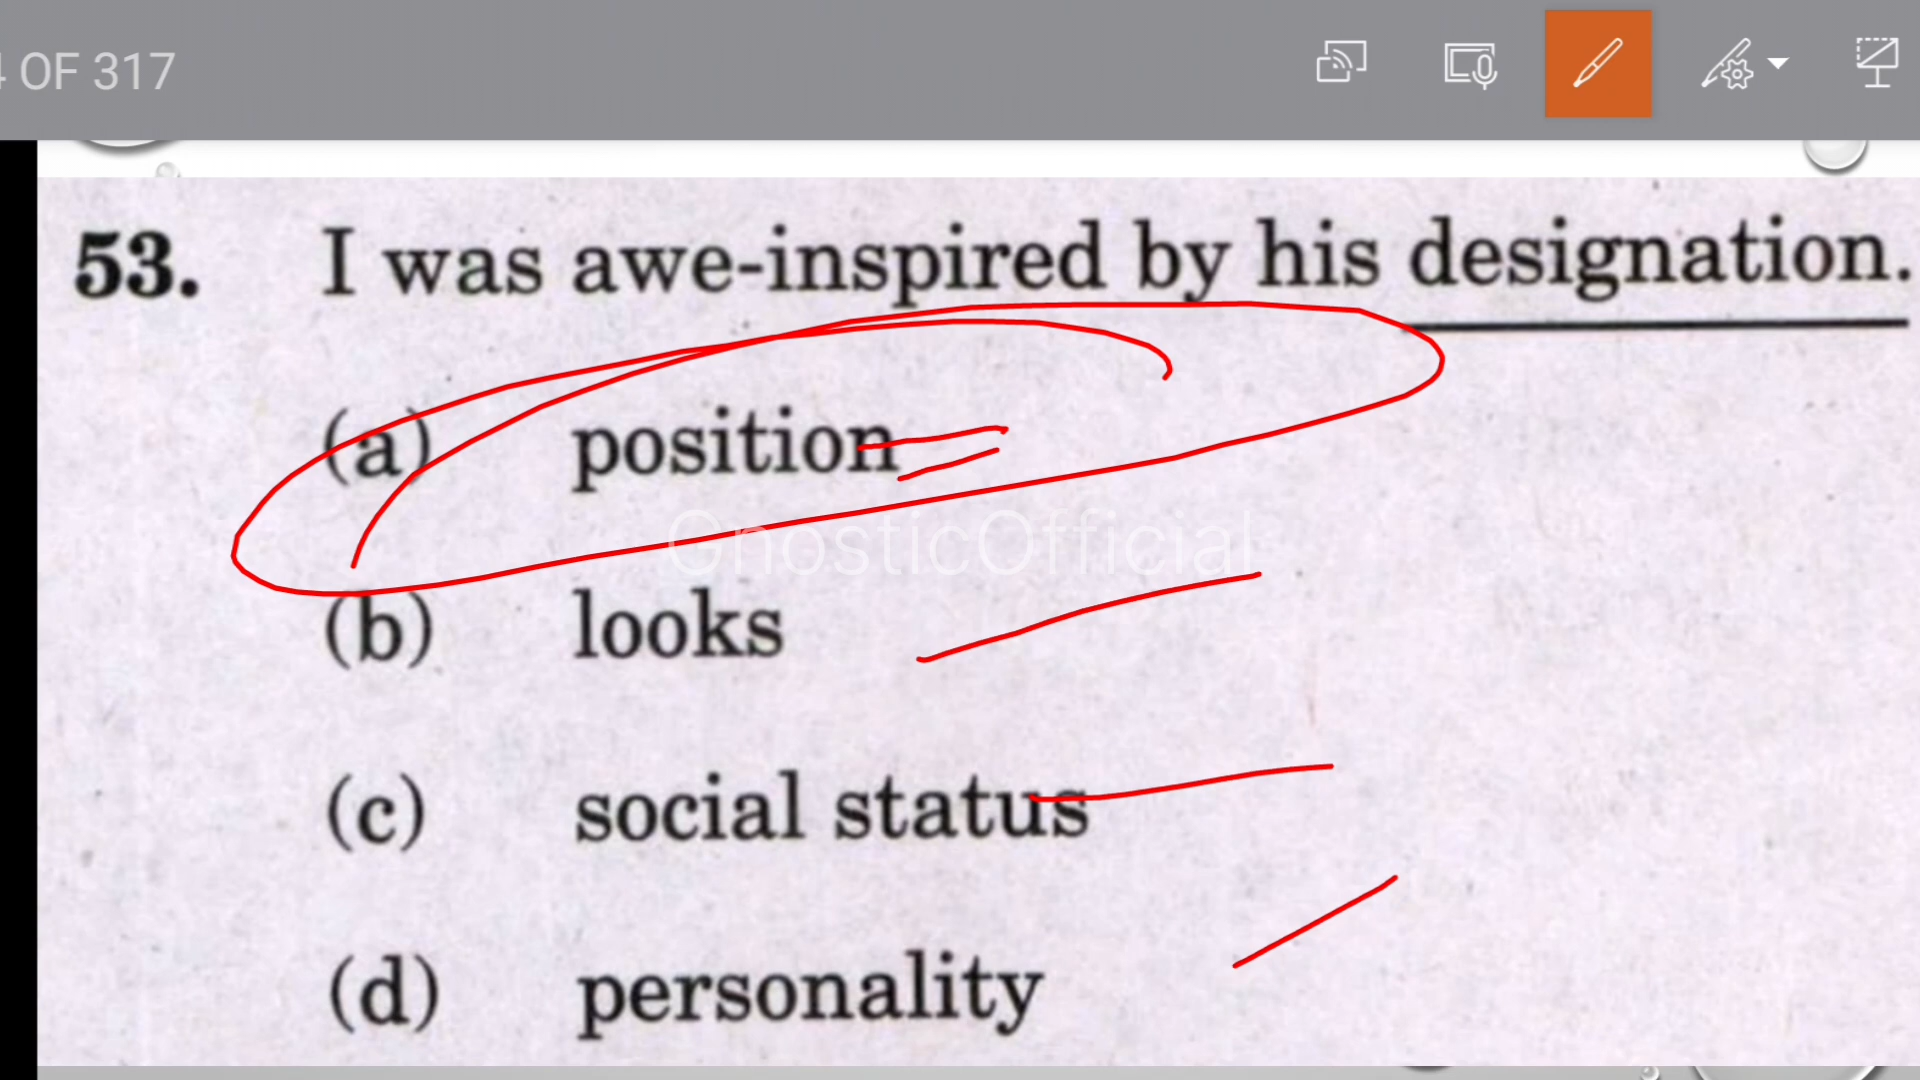 OF 317
53. I was awe-inspired by his designation.
(a) position
GnosticOfficial
(b) looks
(c) social status
(d) personality